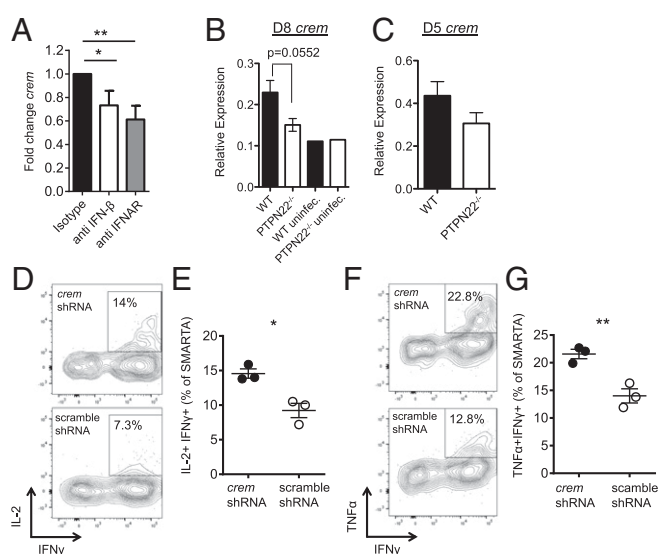 A
**
*
Fold change crem
1.2
1.0
0.8
0.6
0.4
0.2
0.0
Isotype
anti IFN-β
anti IFNAR
B
D8 crem
p=0.0552
Relative Expression
0.3
0.2
0.1
0.0
WT
PTPN22-/-
WT uninfec.
PTPN22-/- uninfec.
C
D5 crem
Relative Expression
0.6
0.4
0.2
0.0
WT
PTPN22-/-
D
crem
shRNA
14%
scramble
shRNA
7.3%
IL-2
IFNγ
E
*
IL-2+ IFNγ+ (% of SMARTA)
20
15
10
5
0
crem
shRNA
scramble
shRNA
F
crem
shRNA
22.8%
scramble
shRNA
12.8%
TNFα
IFNγ
G
**
TNFα+IFNγ+ (% of SMARTA)
25
20
15
10
5
0
crem
shRNA
scamble
shRNA